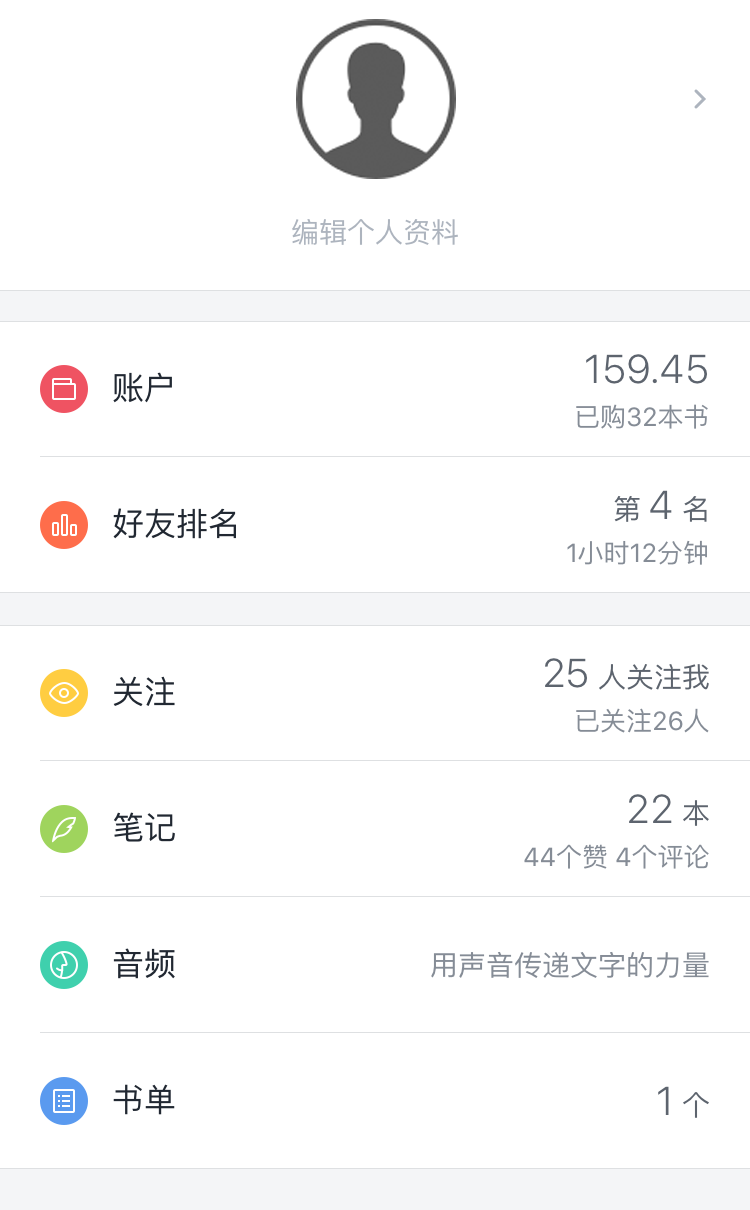 编辑个人资料
账户
159.45
已购32本书
好友排名
第 4 名
1小时12分钟
关注
25 人关注我
已关注26人
笔记
22 本
44个赞 4个评论
音频
用声音传递文字的力量
书单
1 个